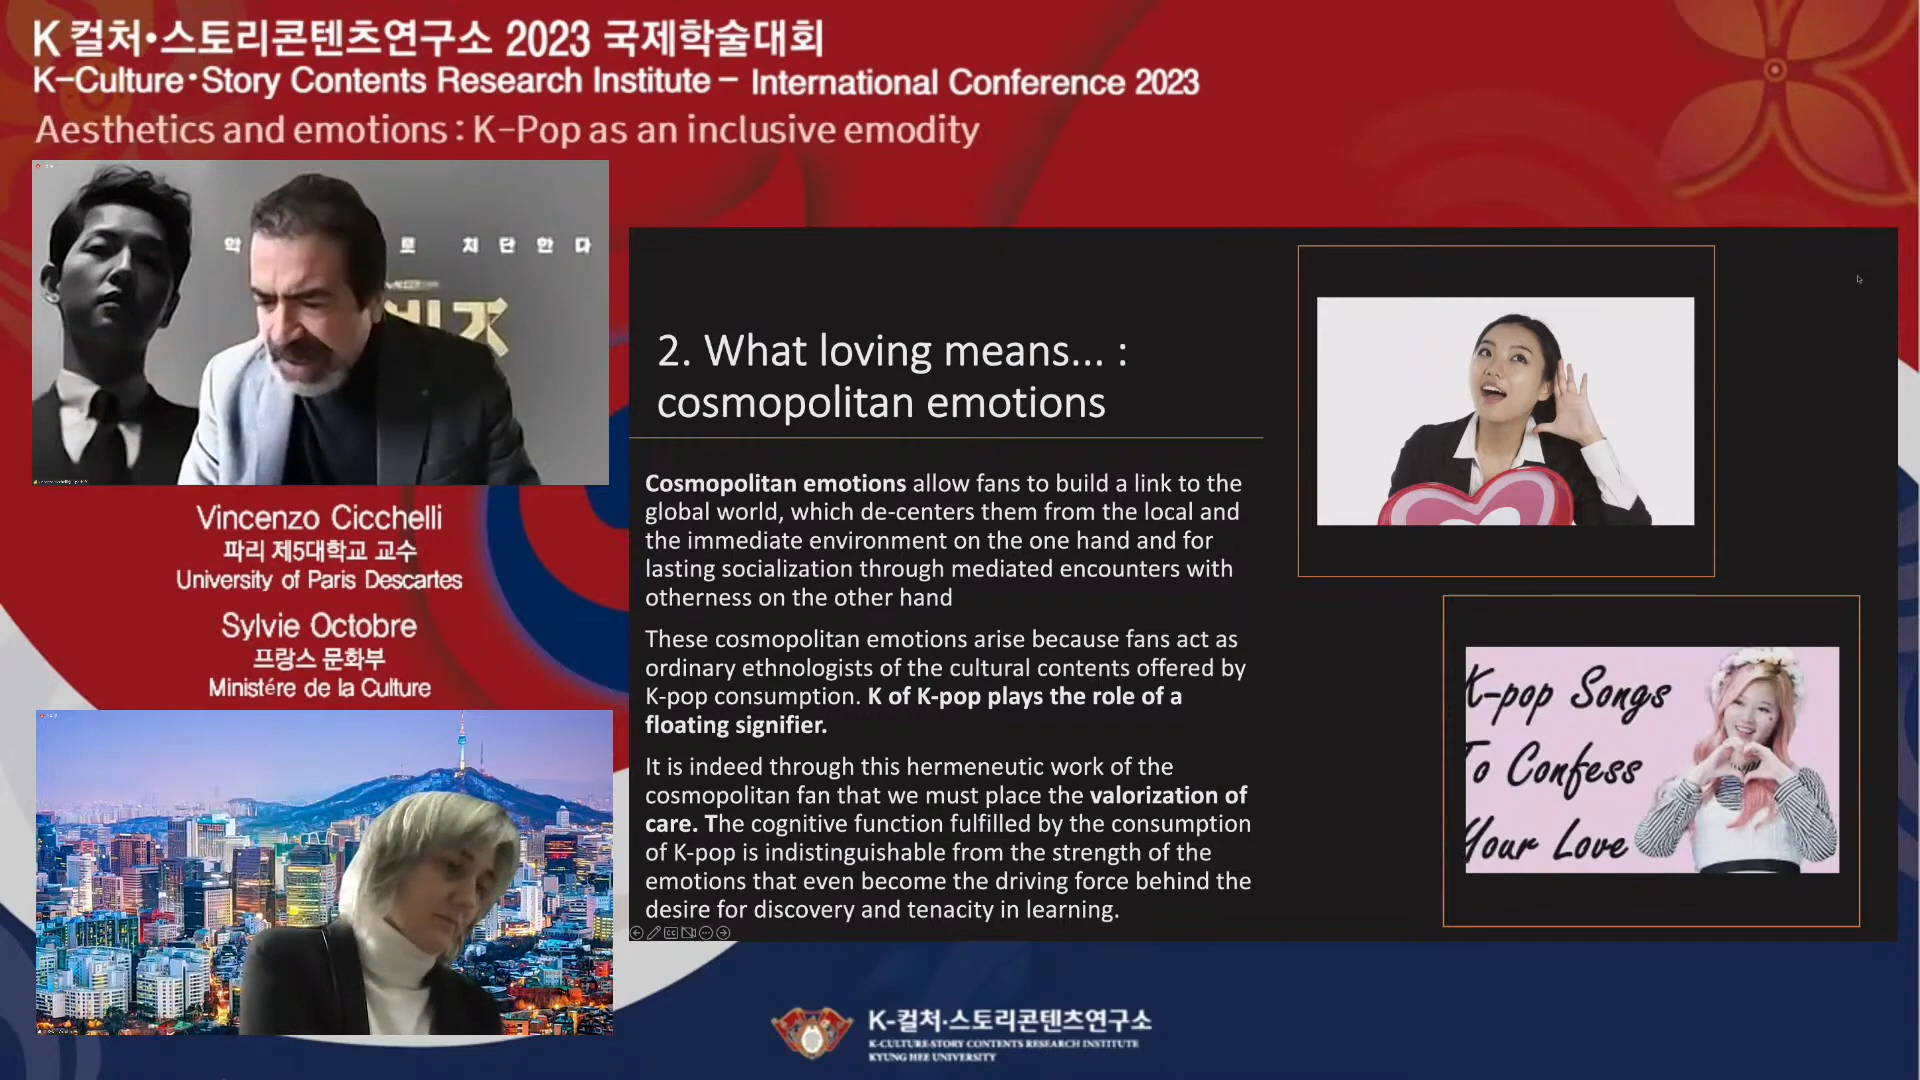 K 컬처•스토리콘텐츠연구소 2023 국제학술대회
K-Culture•Story Contents Research Institute - International Conference 2023
Aesthetics and emotions : K-Pop as an inclusive emodity
악
로 처단한다
빈
Vincenzo Cicchelli
파리 제5대학교 교수
University of Paris Descartes
Sylvie Octobre
프랑스 문화부
Ministére de la Culture
2. What loving means... :
cosmopolitan emotions
Cosmopolitan emotions allow fans to build a link to the
global world, which de-centers them from the local and
the immediate environment on the one hand and for
lasting socialization through mediated encounters with
otherness on the other hand
These cosmopolitan emotions arise because fans act as
ordinary ethnologists of the cultural contents offered by
K-pop consumption. K of K-pop plays the role of a
floating signifier.
It is indeed through this hermeneutic work of the
cosmopolitan fan that we must place the valorization of
care. The cognitive function fulfilled by the consumption
of K-pop is indistinguishable from the strength of the
emotions that even become the driving force behind the
desire for discovery and tenacity in learning.
K-pop Songs
To Confess
Your Love
K-컬처•스토리콘텐츠연구소
K-CULTURE•STORY CONTENTS RESEARCH INSTITUTE
KYUNG HEE UNIVERSITY